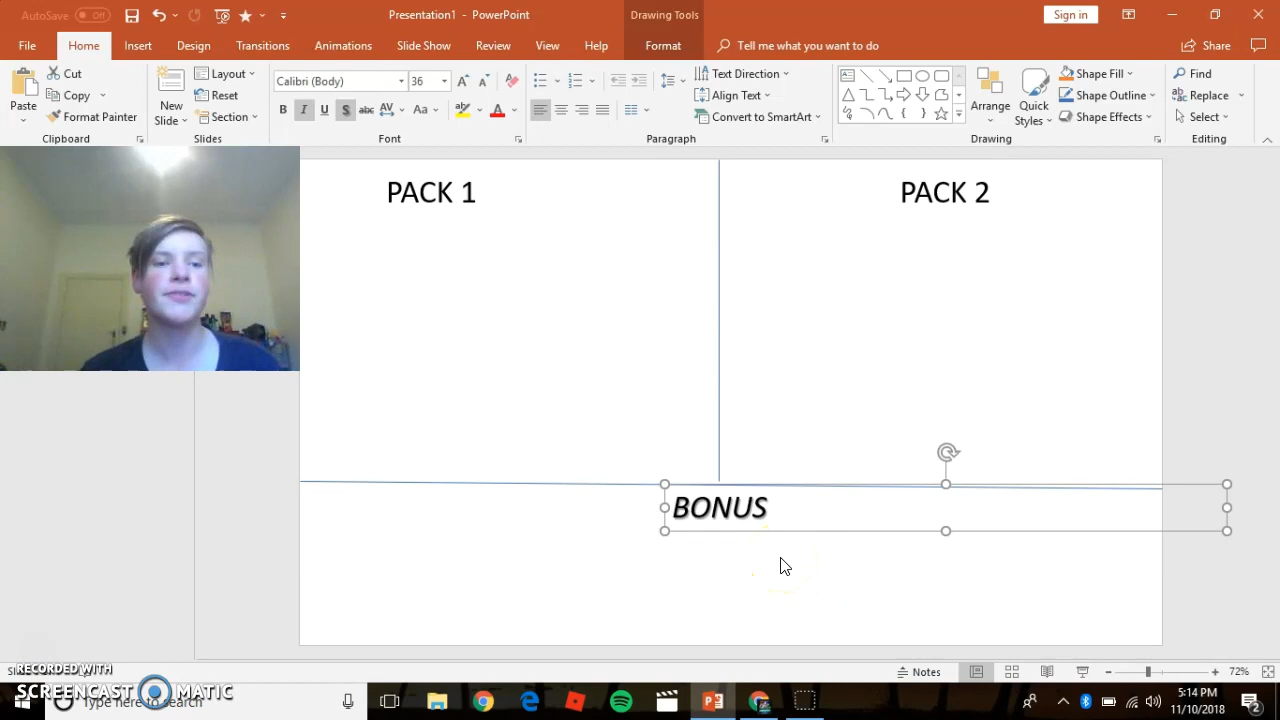 AutoSave Off Presentation1 - PowerPoint Drawing Tools Sign in
File Home Insert Design Transitions Animations Slide Show Review View Help Format Tell me what you want to do Share
Paste Cut Copy Format Painter
Clipboard
New Slide Layout Reset Section
Slides
Calibri (Body) 36
B I U S abc AV Aa A
Font
Text Direction
Align Text
Convert to SmartArt
Paragraph
Arrange Quick Styles Shape Fill Shape Outline Shape Effects
Drawing
Find
Replace
Select
Editing
PACK 1 PACK 2
BONUS
Notes 72%
RECORDED WITH
SCREENCAST MATIC
Type here to search
5:14 PM
11/10/2018
2